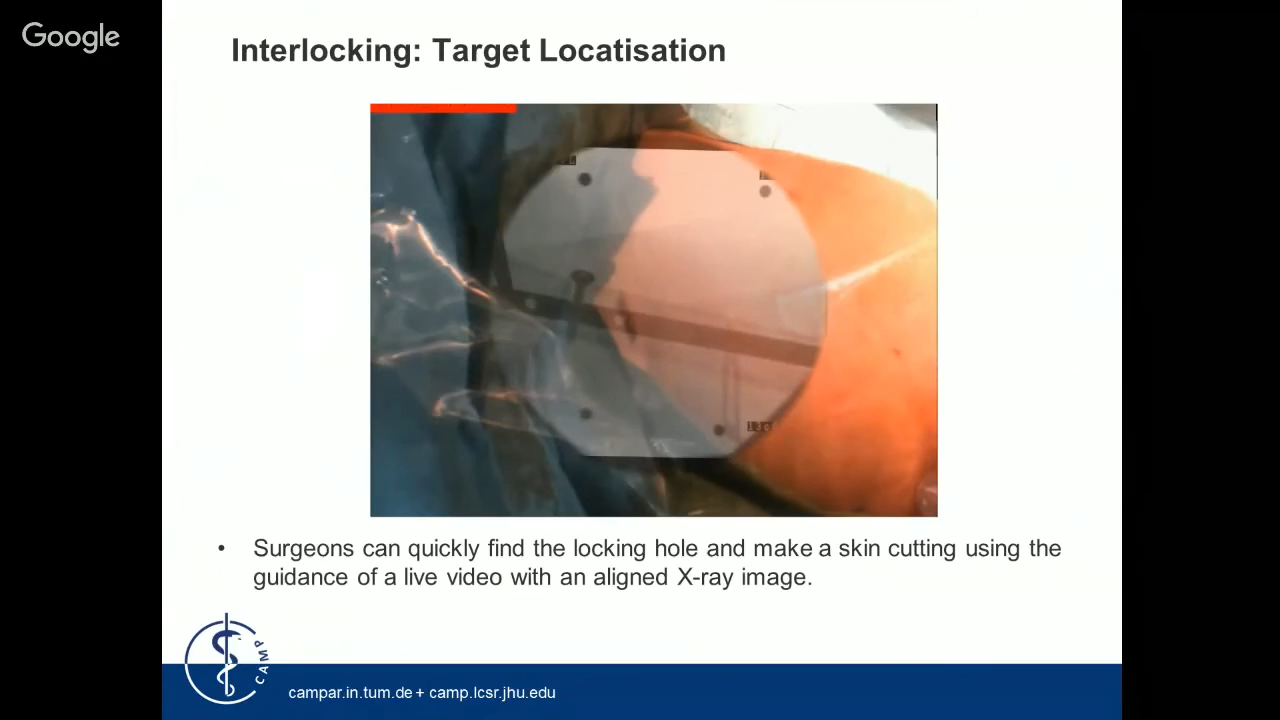 Google
Interlocking: Target Locatisation
• Surgeons can quickly find the locking hole and make a skin cutting using the
guidance of a live video with an aligned X-ray image.
CAMP
campar.in.tum.de + camp.lcsr.jhu.edu